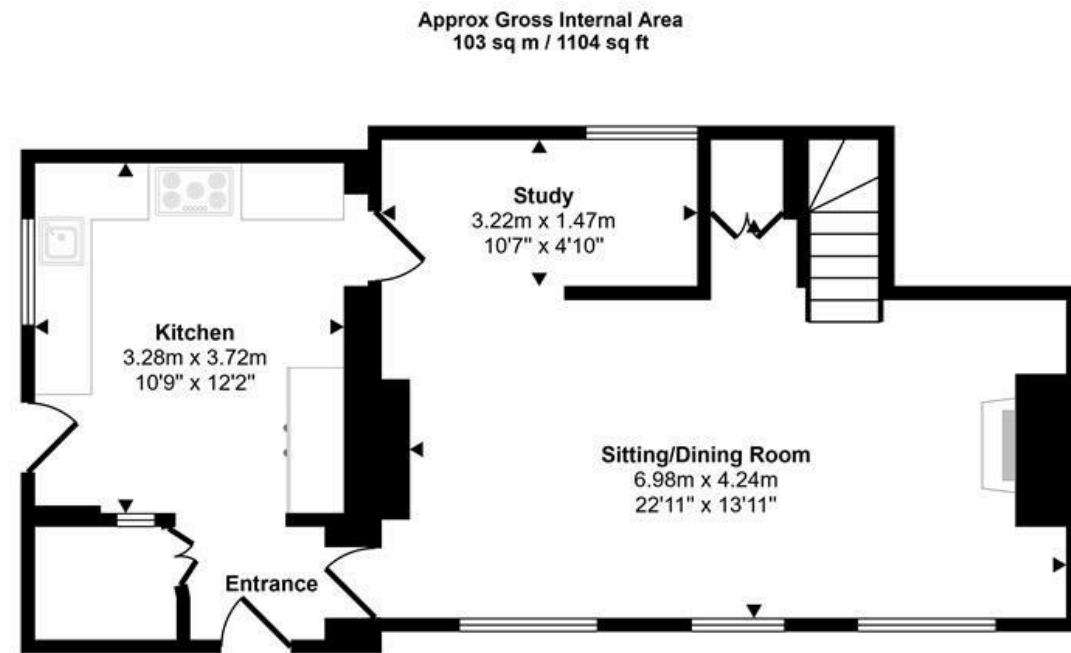 Approx Gross Internal Area
103 sq m / 1104 sq ft
Study
3.22m x 1.47m
10'7" x 4'10"
Kitchen
3.28m x 3.72m
10'9" x 12'2"
Sitting/Dining Room
6.98m x 4.24m
22'11" x 13'11"
Entrance